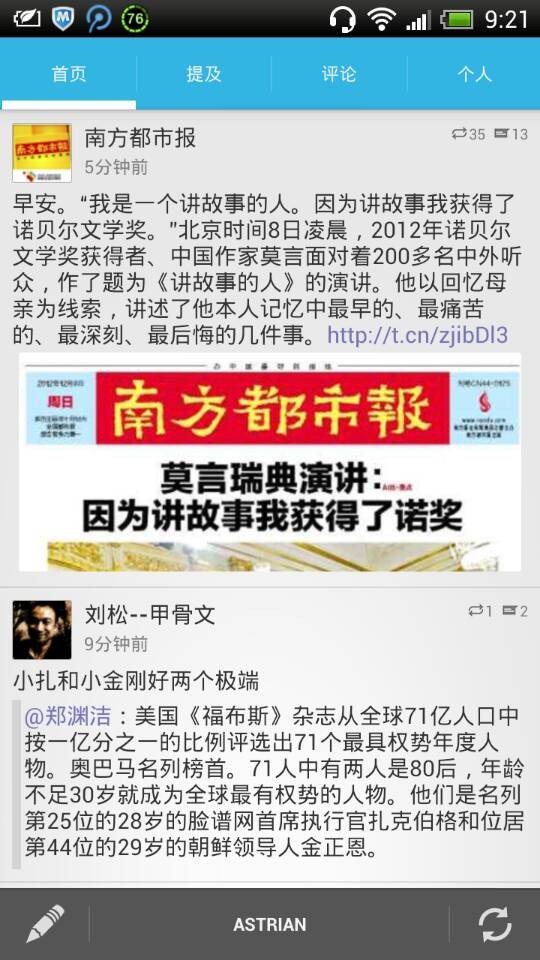 76
9:21
首页 提及 评论 个人
南方都市报 35 13
5分钟前
早安。“我是一个讲故事的人。因为讲故事我获得了
诺贝尔文学奖。”北京时间8日凌晨，2012年诺贝尔
文学奖获得者、中国作家莫言面对着200多名中外听
众，作了题为《讲故事的人》的演讲。他以回忆母
亲为线索，讲述了他本人记忆中最早的、最痛苦
的、最深刻、最后悔的几件事。http://t.cn/zjibDl3
办中国最好的报纸
周日
南方都市報
莫言瑞典演讲：
因为讲故事我获得了诺奖
刘松--甲骨文 1 2
9分钟前
小扎和小金刚好两个极端
@郑渊洁：美国《福布斯》杂志从全球71亿人口中
按一亿分之一的比例评选出71个最具权势年度人
物。奥巴马名列榜首。71人中有两人是80后，年龄
不足30岁就成为全球最有权势的人物。他们是名列
第25位的28岁的脸谱网首席执行官扎克伯格和位居
第44位的29岁的朝鲜领导人金正恩。
ASTRIAN